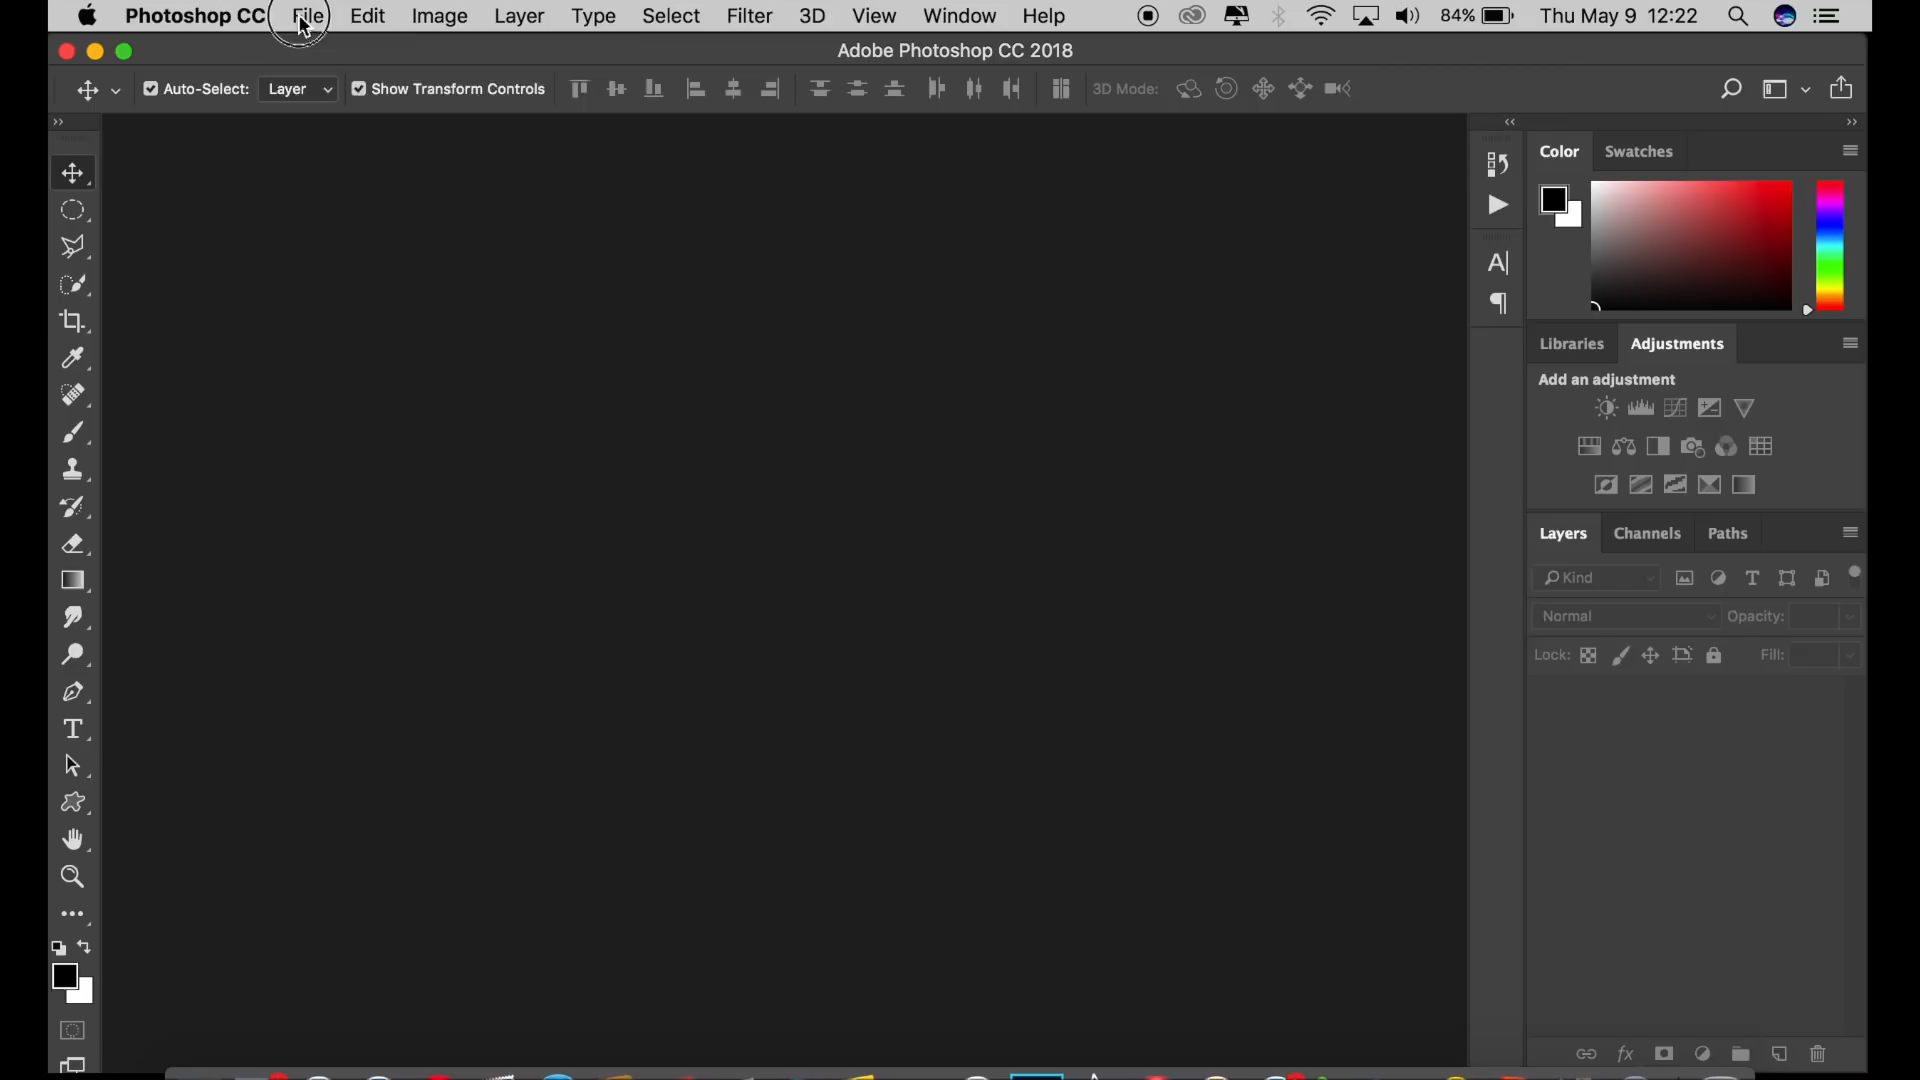 Photoshop CC File Edit Image Layer Type Select Filter 3D View Window Help 84% Thu May 9 12:22
Adobe Photoshop CC 2018
Auto-Select: Layer Show Transform Controls 3D Mode:
Color Swatches
Libraries Adjustments
Add an adjustment
Layers Channels Paths
Kind
Normal Opacity:
Lock: Fill: